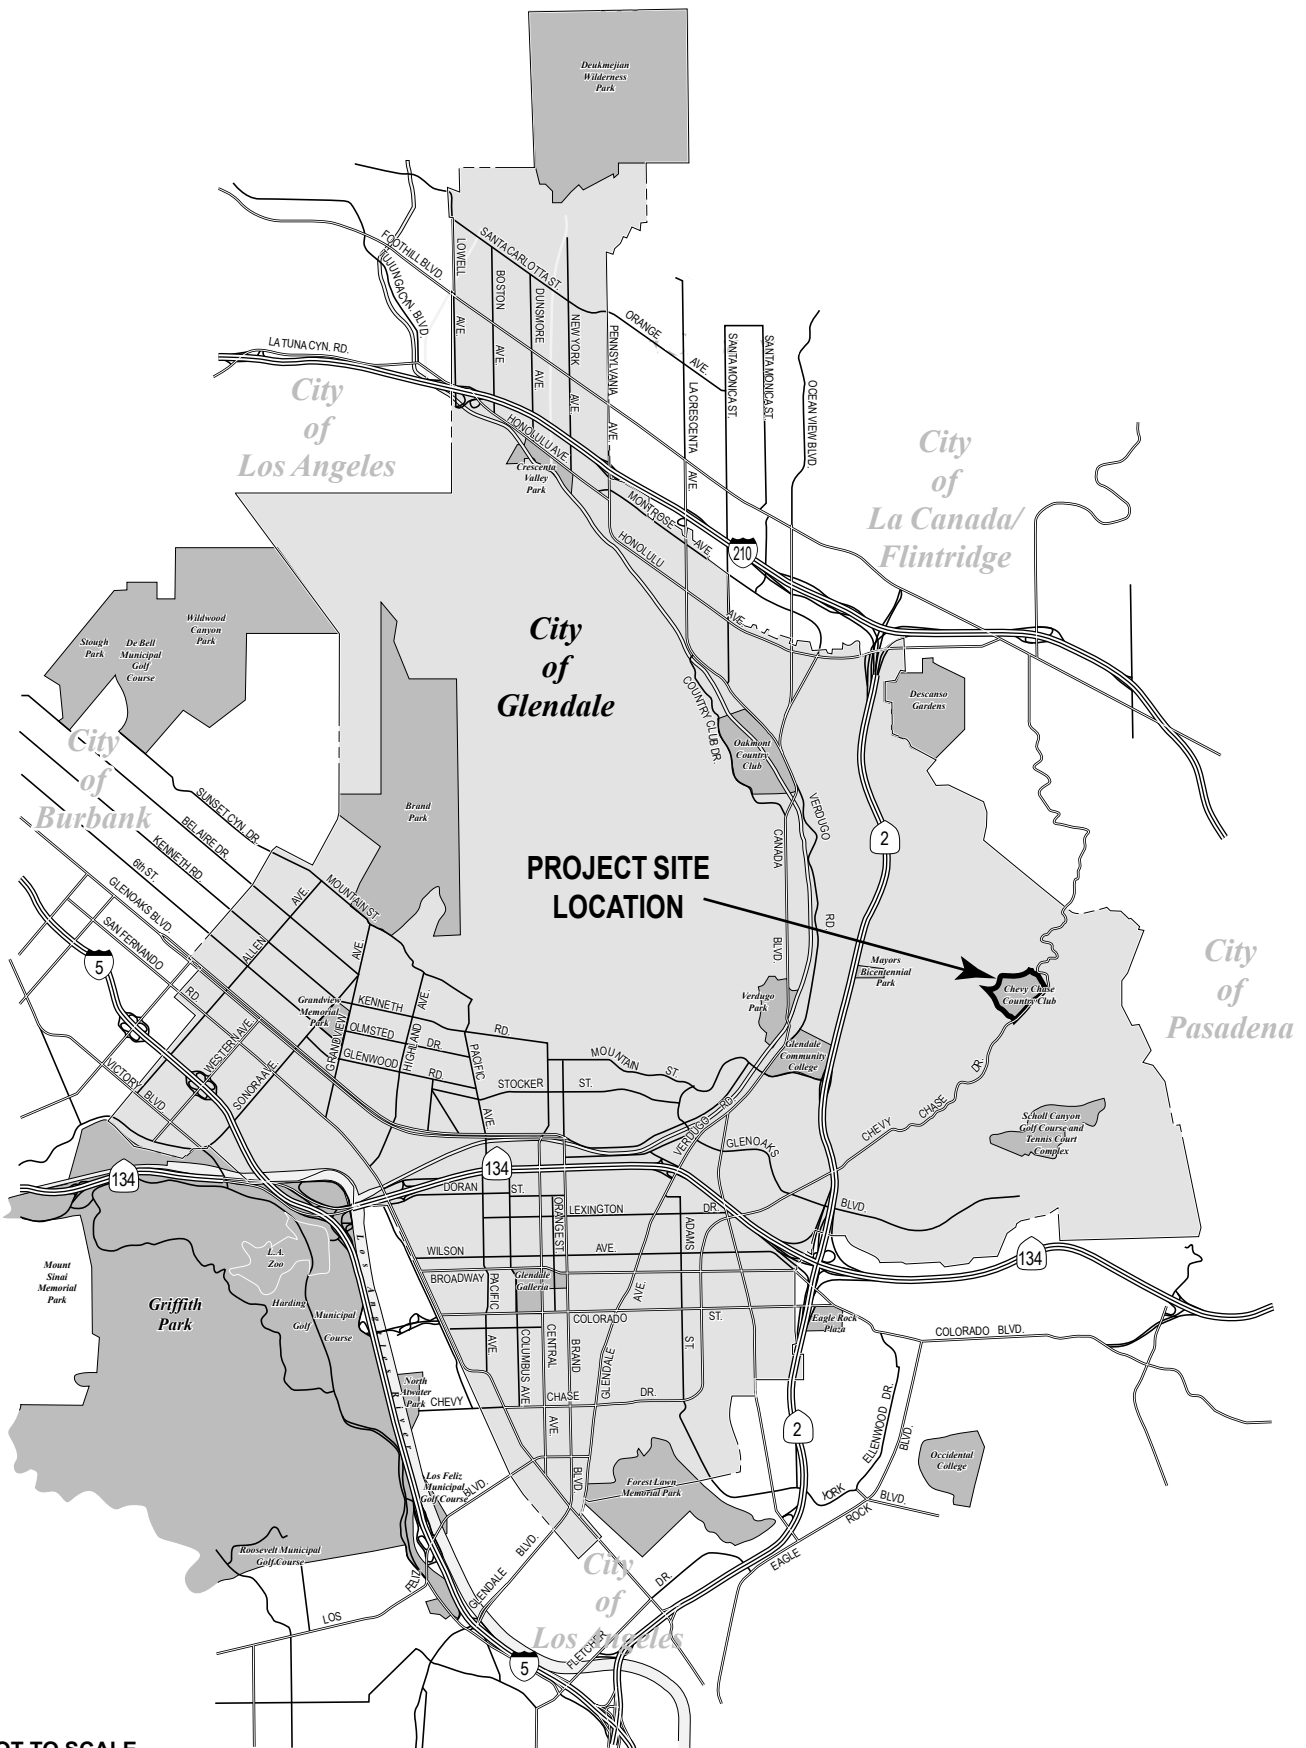 Deukmejian
Wilderness
Park
FOOTHILL BLVD.
TUJUNGA CYN. BLVD.
LOWELL AVE.
SANTA CARLOTTA ST.
BOSTON AVE.
DUNSMORE AVE.
NEW YORK AVE.
PENNSYLVANIA AVE.
ORANGE AVE.
LA CRESCENTA AVE.
SANTA MONICA ST.
SANTA MONICA ST.
OCEAN VIEW BLVD.
LA TUNA CYN. RD.
City
of
Los Angeles
HONOLULU AVE.
Crescenta
Valley
Park
MONTROSE AVE.
HONOLULU AVE.
210
City
of
La Canada/
Flintridge
Wildwood
Canyon
Park
Stough
Park
De Bell
Municipal
Golf
Course
City
of
Glendale
Descanso
Gardens
COUNTRY CLUB DR.
Oakmont
Country
Club
City
of
Burbank
SUNSET CYN. DR.
BELAIRE DR.
KENNETH RD.
6th ST.
GLENOAKS BLVD.
SAN FERNANDO RD.
Brand
Park
VERDUGO RD.
CANADA BLVD.
2
PROJECT SITE
LOCATION
MOUNTAIN ST.
ALLEN AVE.
5
Mayors
Bicentennial
Park
Chevy Chase
Country Club
City
of
Pasadena
Verdugo
Park
Grandview
Memorial
Park
GRANDVIEW AVE.
KENNETH RD.
OLMSTED DR.
GLENWOOD RD.
HIGHLAND AVE.
PACIFIC AVE.
WESTERN AVE.
SONORA AVE.
VICTORY BLVD
STOCKER ST.
MOUNTAIN ST.
Glendale
Community
College
VERDUGO RD.
GLENOAKS BLVD.
CHEVY CHASE DR.
Scholl Canyon
Golf Course and
Tennis Court
Complex
134
134
134
DORAN ST.
ORANGE ST.
LEXINGTON DR.
ADAMS ST.
WILSON AVE.
BROADWAY
PACIFIC AVE.
Glendale
Galleria
COLORADO ST.
COLUMBUS AVE
CENTRAL AVE.
BRAND BLVD.
GLENDALE AVE.
CHEVY CHASE DR.
Mount
Sinai
Memorial
Park
L.A.
Zoo
Griffith
Park
Harding
Golf
Municipal
Course
Los Angeles River
North
Atwater
Park
Eagle Rock
Plaza
COLORADO BLVD.
2
ELLENWOOD DR.
BLVD.
Occidental
College
YORK BLVD.
EAGLE ROCK
Forest Lawn
Memorial Park
Los Feliz
Municipal
Golf Course
BLVD.
Roosevelt Municipal
Golf Course
LOS FELIZ
GLENDALE BLVD.
City
of
Los Angeles
FLETCHER DR.
5
NOT TO SCALE